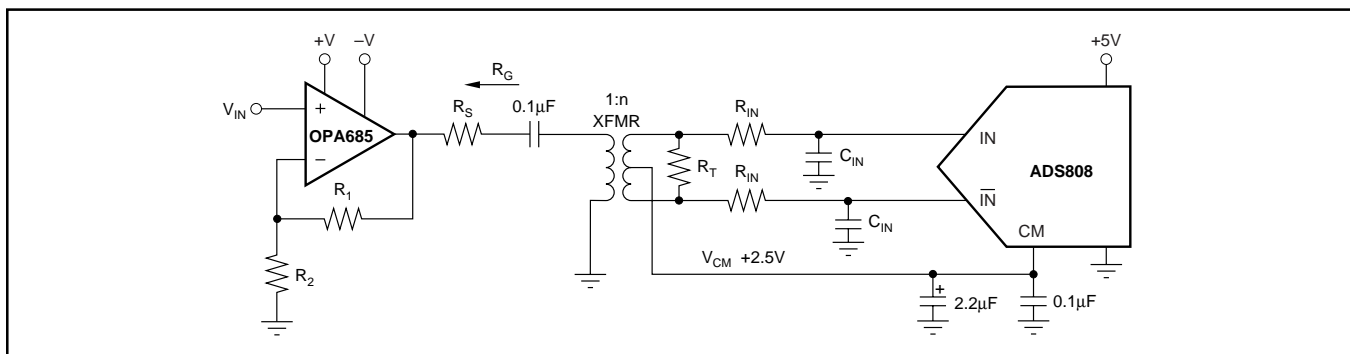 +V
–V
+5V
R_G
1:n
XFMR
R_S
0.1µF
R_IN
V_IN
+
OPA685
–
IN
C_IN
R_T
ADS808
R_IN
I̅N̅
R_1
C_IN
CM
V_CM +2.5V
R_2
+
2.2µF
0.1µF